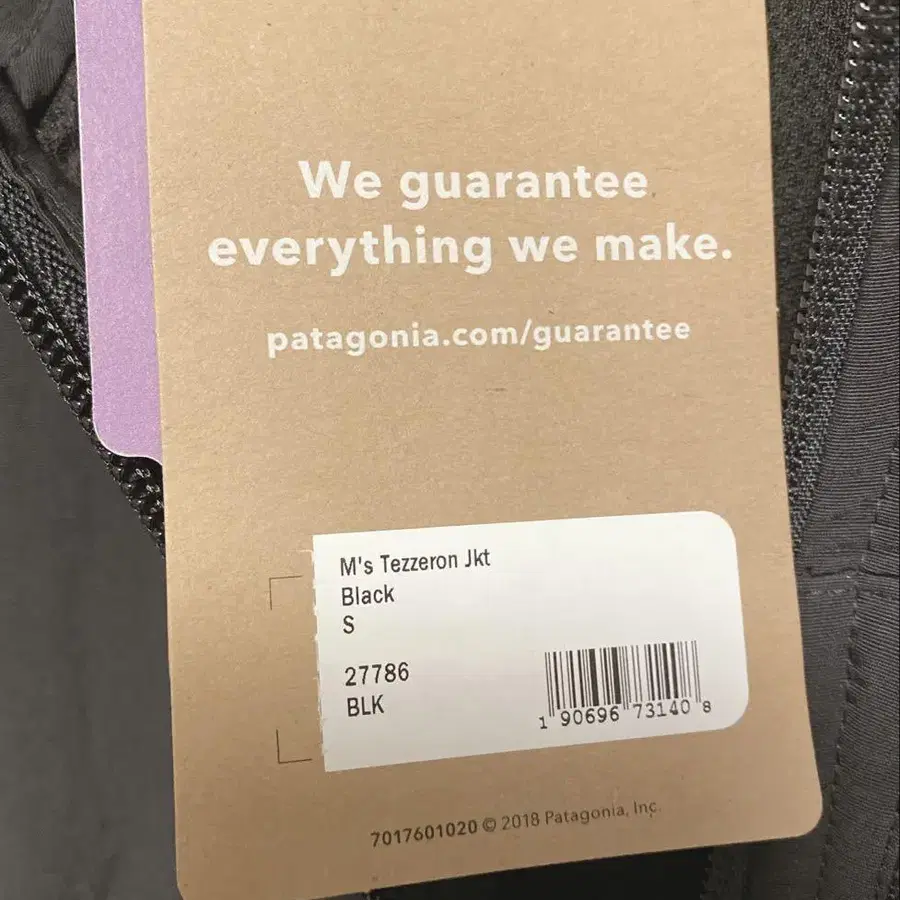 We guarantee
everything we make.
patagonia.com/guarantee
M's Tezzeron Jkt
Black
S
27786
BLK
1 90696 73140 8
7017601020 © 2018 Patagonia, Inc.